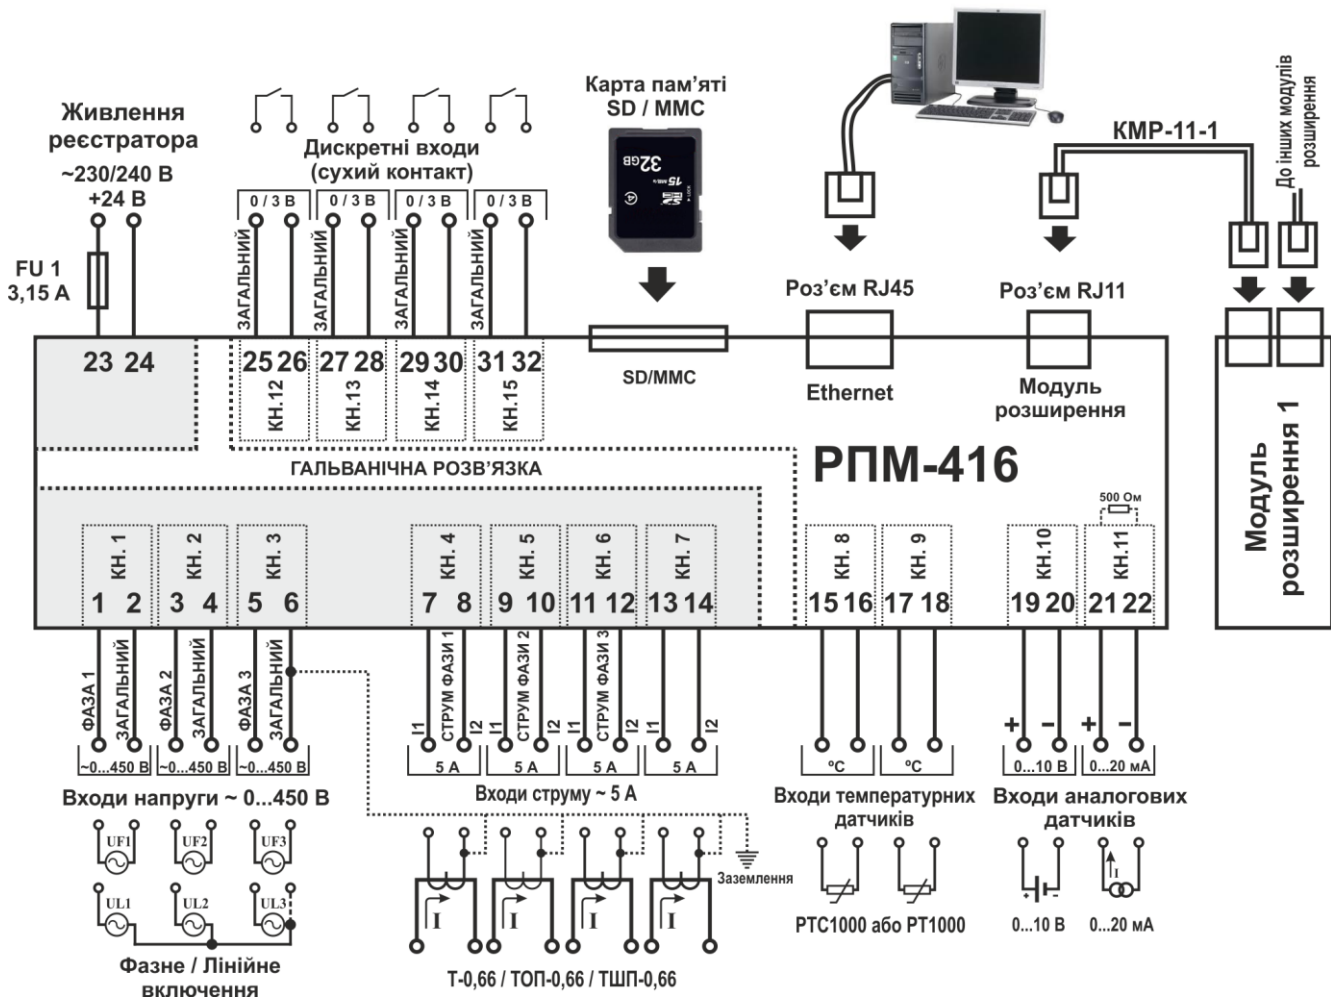 Живлення
реєстратора
~230/240 В
+24 В
FU 1
3,15 А
Дискретні входи
(сухий контакт)
0 / 3 В
0 / 3 В
0 / 3 В
0 / 3 В
ЗАГАЛЬНИЙ
ЗАГАЛЬНИЙ
ЗАГАЛЬНИЙ
ЗАГАЛЬНИЙ
Карта пам’яті
SD / MMC
32GB
15 MB/s
4
КМР-11-1
До інших модулів
розширення
Роз’єм RJ45
Роз’єм RJ11
23 24
25 26
27 28
29 30
31 32
КН.12
КН.13
КН.14
КН.15
SD/MMC
Ethernet
Модуль
розширення
Модуль
розширення 1
ГАЛЬВАНІЧНА РОЗВ’ЯЗКА
РПМ-416
500 Ом
КН. 1
КН. 2
КН. 3
КН. 4
КН. 5
КН. 6
КН. 7
КН. 8
КН. 9
КН.10
КН.11
1 2
3 4
5 6
7 8
9 10
11 12
13 14
15 16
17 18
19 20
21 22
ФАЗА 1
ЗАГАЛЬНИЙ
ФАЗА 2
ЗАГАЛЬНИЙ
ФАЗА 3
ЗАГАЛЬНИЙ
I1
СТРУМ ФАЗИ 1
I2
I1
СТРУМ ФАЗИ 2
I2
I1
СТРУМ ФАЗИ 3
I2
I1
I2
+ −
+ −
~0...450 В
~0...450 В
~0...450 В
5 А
5 А
5 А
5 А
ºС
ºС
0...10 В
0...20 мА
Входи напруги ~ 0...450 В
Входи струму ~ 5 А
Входи температурних
датчиків
Входи аналогових
датчиків
UF1
UF2
UF3
UL1
UL2
UL3
Фазне / Лінійне
включення
I
I
I
I
Заземлення
Т-0,66 / ТОП-0,66 / ТШП-0,66
PTC1000 або PT1000
+ -
I
0...10 В
0...20 мА